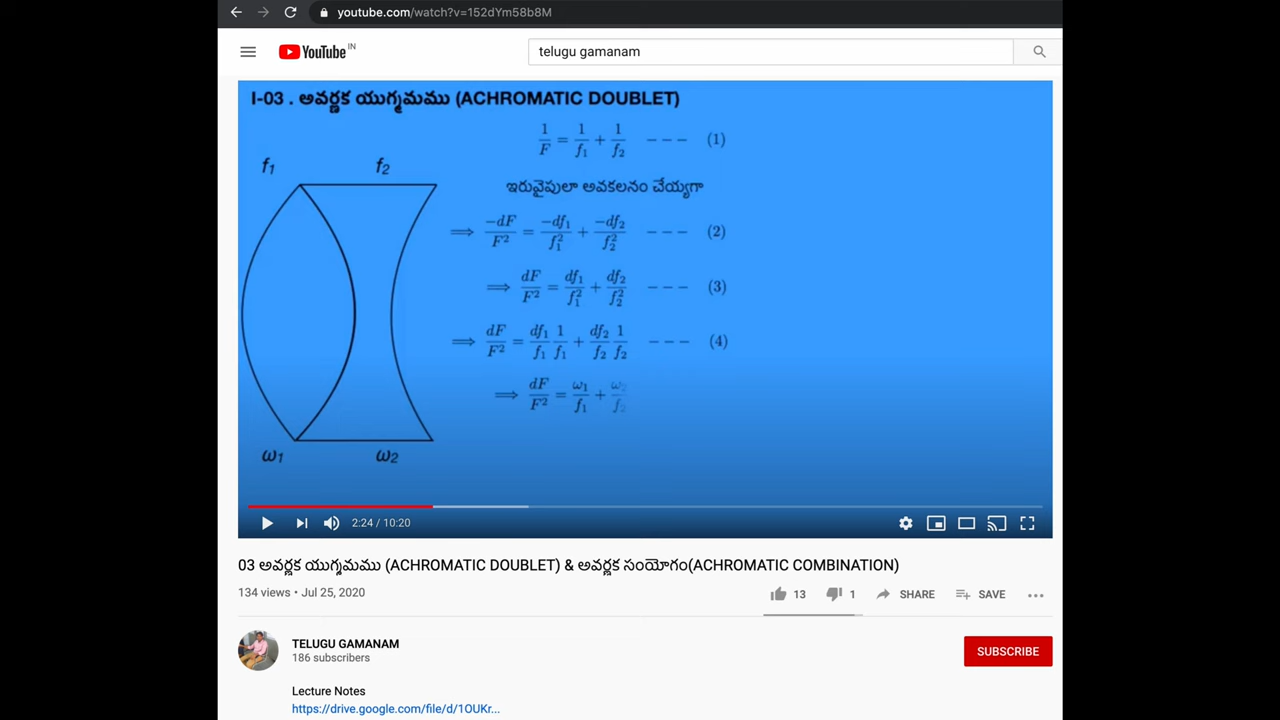 youtube.com/watch?v=152dYm58b8M
YouTube IN
telugu gamanam
I-03 . అవర్ణక యుగ్మమము (ACHROMATIC DOUBLET)
1/F = 1/f₁ + 1/f₂ --- (1)
f₁ f₂
ఇరువైపులా అవకలనం చేయ్యగా
⟹ -dF/F² = -df₁/f₁² + -df₂/f₂² --- (2)
⟹ dF/F² = df₁/f₁² + df₂/f₂² --- (3)
⟹ dF/F² = df₁/f₁ 1/f₁ + df₂/f₂ 1/f₂ --- (4)
⟹ dF/F² = ω₁/f₁ + ω₂/f₂
ω₁ ω₂
2:24 / 10:20
03 అవర్ణక యుగ్మమము (ACHROMATIC DOUBLET) & అవర్ణక సంయోగం(ACHROMATIC COMBINATION)
134 views • Jul 25, 2020
13 1 SHARE SAVE
TELUGU GAMANAM
186 subscribers
SUBSCRIBE
Lecture Notes
https://drive.google.com/file/d/1OUKr...